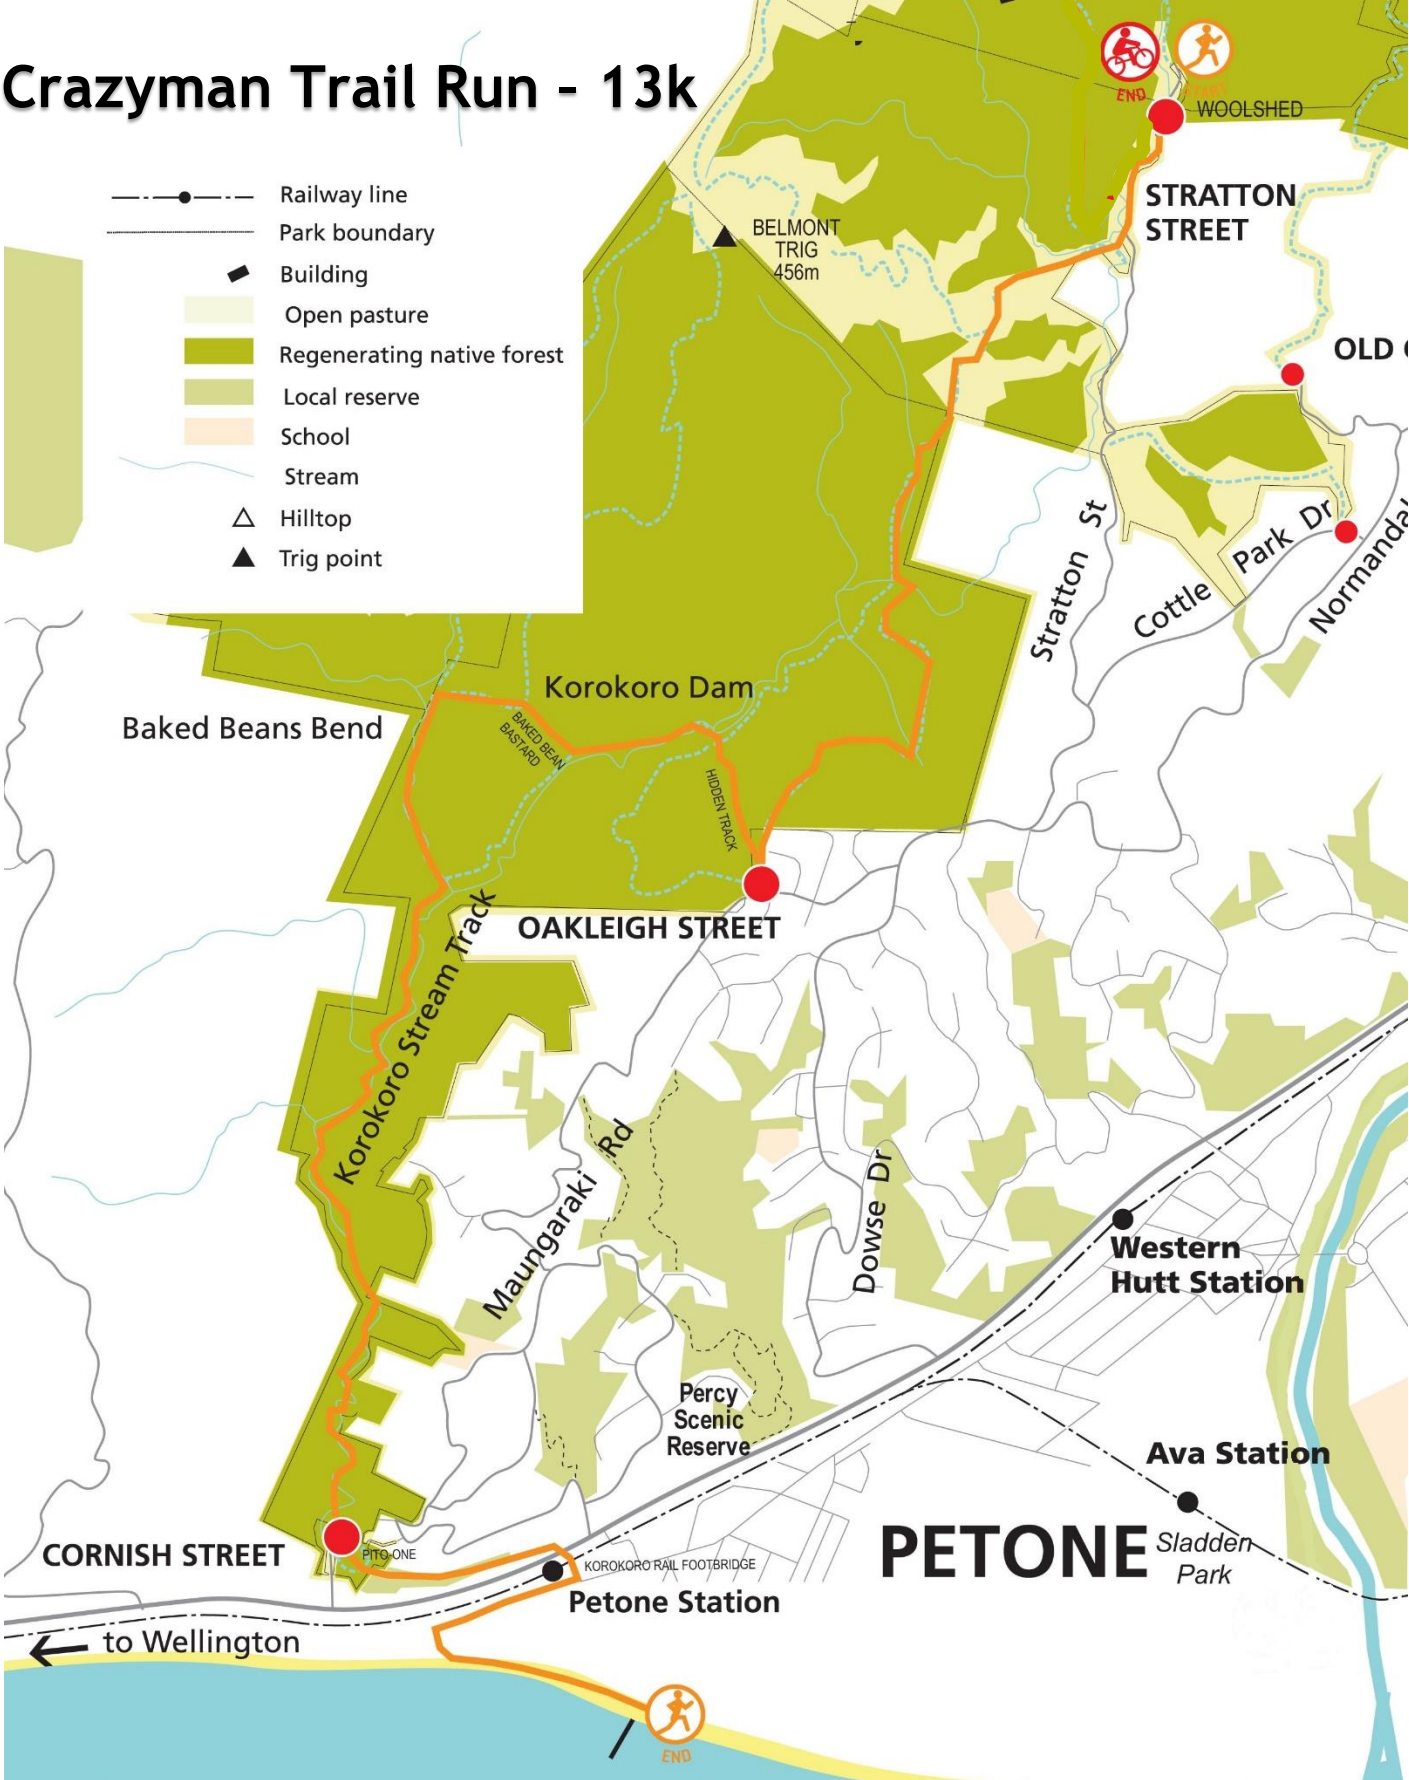 Crazyman Trail Run - 13k
END
START
WOOLSHED
Railway line
Park boundary
Building
Open pasture
Regenerating native forest
Local reserve
School
Stream
Hilltop
Trig point
STRATTON
STREET
BELMONT
TRIG
456m
OLD
Stratton St
Cottle Park Dr
Normandal
Korokoro Dam
Baked Beans Bend
BAKED BEAN
BASTARD
HIDDEN TRACK
OAKLEIGH STREET
Korokoro Stream Track
Maungaraki Rd
Dowse Dr
Western
Hutt Station
Percy
Scenic
Reserve
Ava Station
PETONE
Sladden
Park
CORNISH STREET
PITO-ONE
KOROKORO RAIL FOOTBRIDGE
Petone Station
to Wellington
END